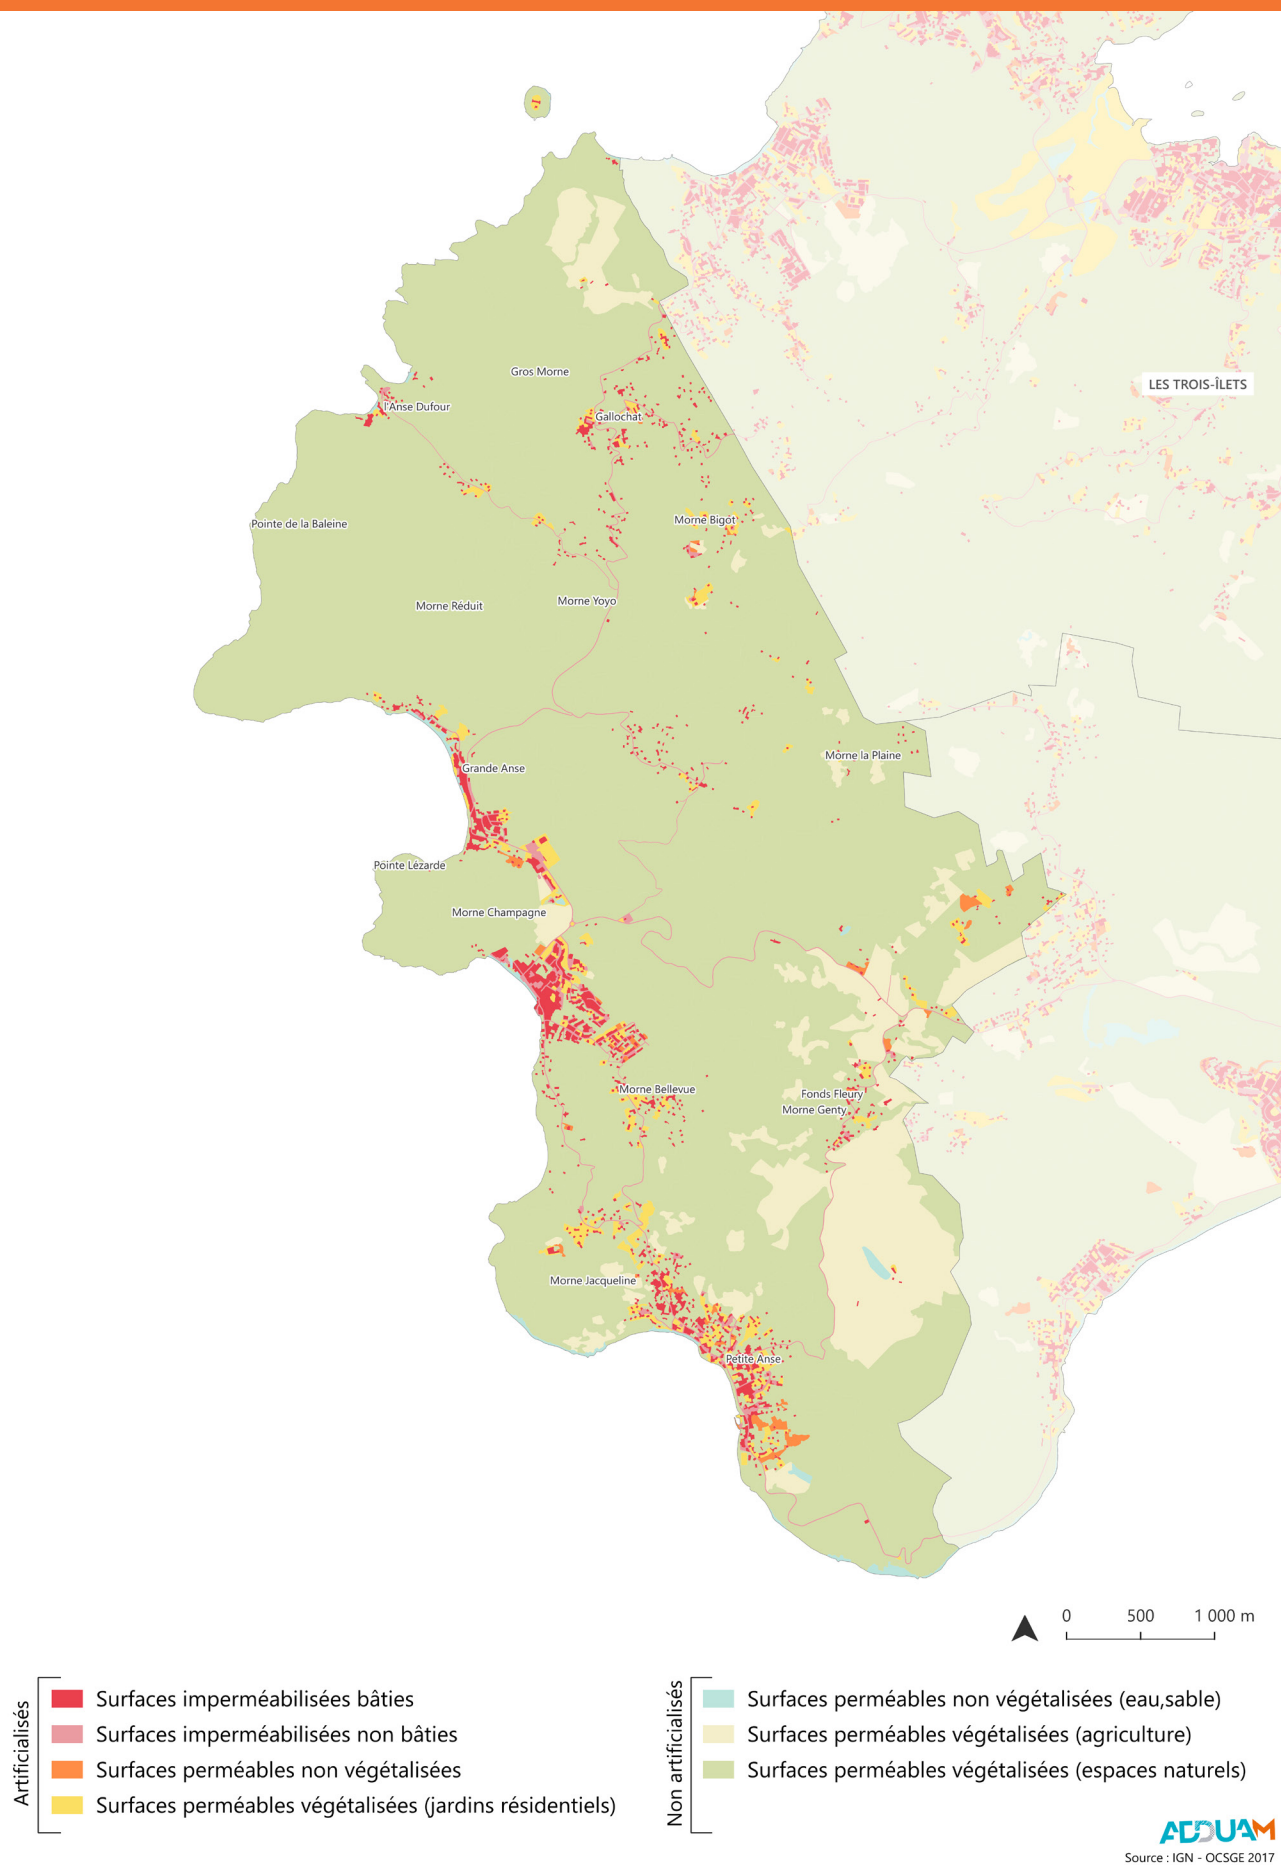 LES TROIS-ÎLETS
Gros Morne
l'Anse Dufour
Gallochat
Pointe de la Baleine
Morne Bigot
Morne Réduit
Morne Yoyo
Morne la Plaine
Grande Anse
Pointe Lézarde
Morne Champagne
Morne Bellevue
Fonds Fleury
Morne Genty
Morne Jacqueline
Petite Anse
0 500 1 000 m
Artificialisés
Surfaces imperméabilisées bâties
Surfaces imperméabilisées non bâties
Surfaces perméables non végétalisées
Surfaces perméables végétalisées (jardins résidentiels)
Non artificialisés
Surfaces perméables non végétalisées (eau,sable)
Surfaces perméables végétalisées (agriculture)
Surfaces perméables végétalisées (espaces naturels)
ADDUAM
Source : IGN - OCSGE 2017